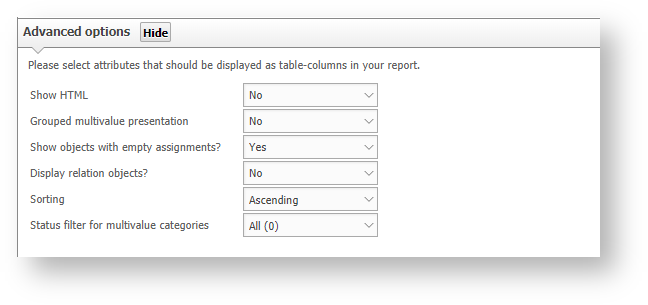 Advanced options Hide
Please select attributes that should be displayed as table-columns in your report.
Show HTML No
Grouped multivalue presentation No
Show objects with empty assignments? Yes
Display relation objects? No
Sorting Ascending
Status filter for multivalue categories All (0)